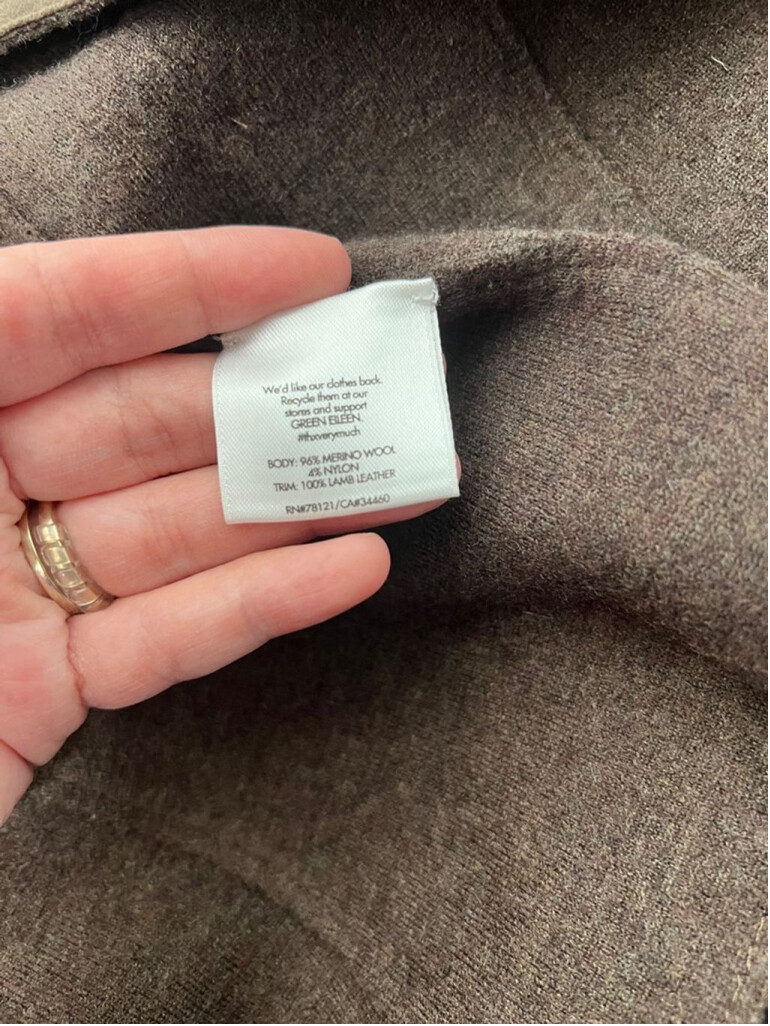 We'd like our clothes back.
Recycle them at our
stores and support
GREEN EILEEN.
#thxverymuch
BODY: 96% MERINO WOOL
4% NYLON
TRIM: 100% LAMB LEATHER
RN#78121/CA#34460